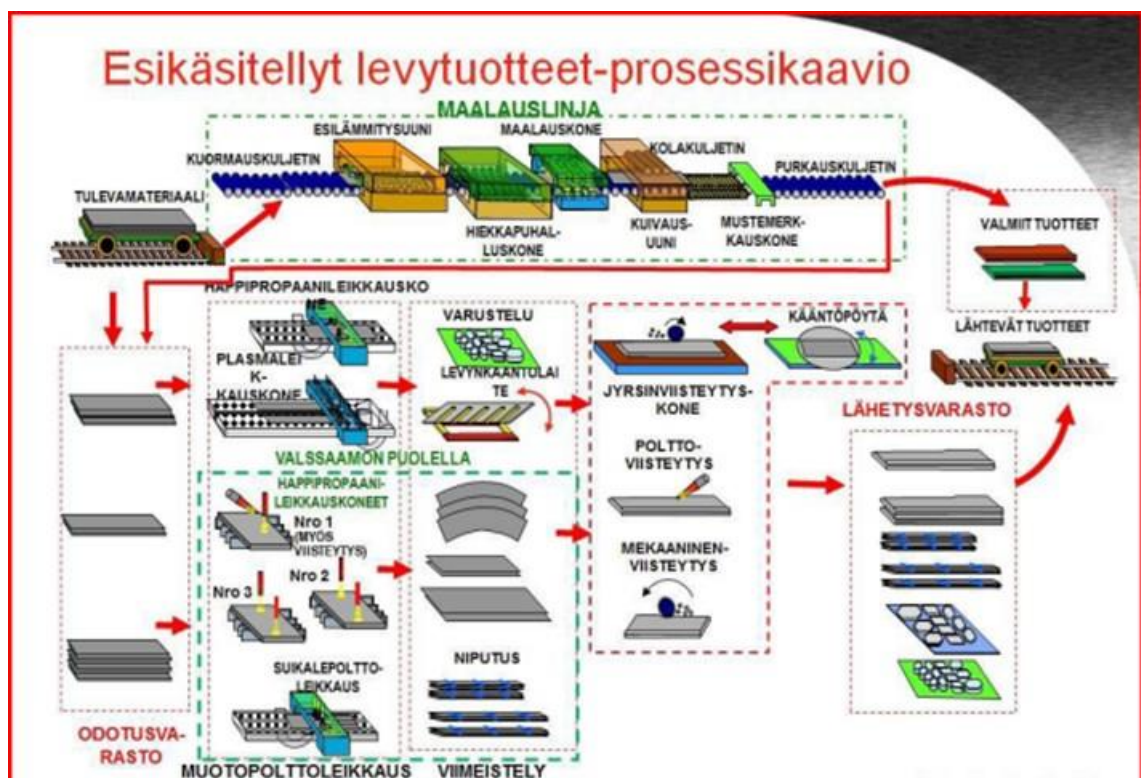 Esikäsitellyt levytuotteet-prosessikaavio
MAALAUSLINJA
ESILÄMMITYSUUNI
MAALAUSKONE
KUORMAUSKULJETIN
KOLAKULJETIN
PURKAUSKULJETIN
TULEVAMATERIAALI
HIEKKAPUHAL-
LUSKONE
KUIVAUS-
UUNI
MUSTEMERK-
KAUSKONE
VALMIIT TUOTTEET
HAPPIPROPAANILEIKKAUSKO
NE
VARUSTELU
KÄÄNTÖPÖYTÄ
LÄHTEVÄT TUOTTEET
PLASMALEI
K-
KAUSKONE
LEVYNKÄÄNTÖLAI
TE
JYRSINVIISTEYTYS-
KONE
LÄHETYSVARASTO
VALSSAAMON PUOLELLA
HAPPIPROPAANI-
LEIKKAUSKONEET
Nro 1
(MYÖS
VIISTEYTYS)
Nro 2
Nro 3
POLTTO-
VIISTEYTYS
MEKAANINEN-
VIISTEYTYS
SUIKALEPOLTTO-
LEIKKAUS
NIPUTUS
ODOTUSVA-
RASTO
MUOTOPOLTTOLEIKKAUS
VIIMEISTELY